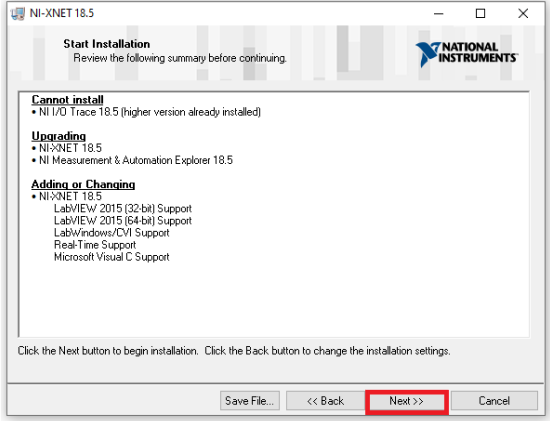 NI-XNET 18.5
Start Installation
Review the following summary before continuing.
NATIONAL
INSTRUMENTS
Cannot install
• NI I/O Trace 18.5 (higher version already installed)
Upgrading
• NI-XNET 18.5
• NI Measurement & Automation Explorer 18.5
Adding or Changing
• NI-XNET 18.5
LabVIEW 2015 (32-bit) Support
LabVIEW 2015 (64-bit) Support
LabWindows/CVI Support
Real-Time Support
Microsoft Visual C Support
Click the Next button to begin installation. Click the Back button to change the installation settings.
Save File... << Back Next >> Cancel